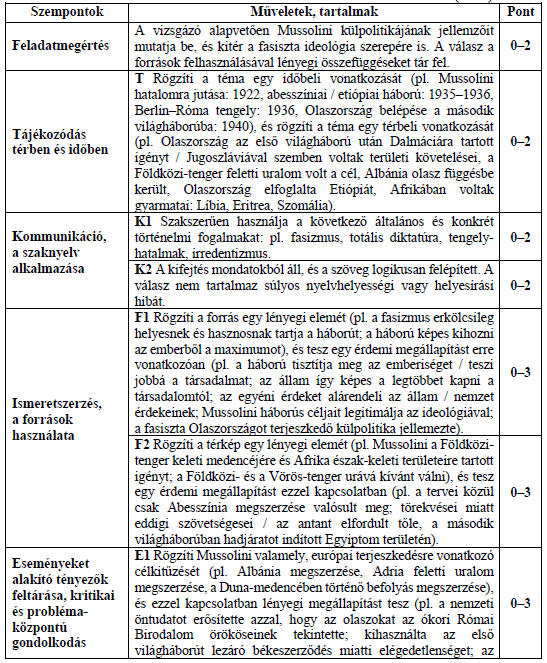 Szempontok Műveletek, tartalmak Pont
Feladatmegértés
A vizsgázó alapvetően Mussolini külpolitikájának jellemzőit
mutatja be, és kitér a fasiszta ideológia szerepére is. A válasz a
források felhasználásával lényegi összefüggéseket tár fel.
0–2
Tájékozódás
térben és időben
T Rögzíti a téma egy időbeli vonatkozását (pl. Mussolini
hatalomra jutása: 1922, abessziniai / etiópiai háború: 1935–1936,
Berlin–Róma tengely: 1936, Olaszország belépése a második
világháborúba: 1940), és rögzíti a téma egy térbeli vonatkozását
(pl. Olaszország az első világháború után Dalmáciára tartott
igényt / Jugoszláviával szemben voltak területi követelései, a
Földközi-tenger feletti uralom volt a cél, Albánia olasz függésbe
került, Olaszország elfoglalta Etiópiát, Afrikában voltak
gyarmatai: Líbia, Eritrea, Szomália).
0–2
Kommunikáció,
a szaknyelv
alkalmazása
K1 Szakszerűen használja a következő általános és konkrét
történelmi fogalmakat: pl. fasizmus, totális diktatúra, tengely-
hatalmak, irredentizmus.
0–2
K2 A kifejtés mondatokból áll, és a szöveg logikusan felépített. A
válasz nem tartalmaz súlyos nyelvhelyességi vagy helyesírási
hibát.
0–2
Ismeretszerzés,
a források
használata
F1 Rögzíti a forrás egy lényegi elemét (pl. a fasizmus erkölcsileg
helyesnek és hasznosnak tartja a háborút; a háború képes kihozni
az emberből a maximumot), és tesz egy érdemi megállapítást erre
vonatkozóan (pl. a háború tisztítja meg az emberiséget / teszi
jobbá a társadalmat; az állam így képes a legtöbbet kapni a
társadalomtól; az egyéni érdeket alárendeli az állam / nemzet
érdekeinek; Mussolini háborús céljait legitimálja az ideológiával;
a fasiszta Olaszországot terjeszkedő külpolitika jellemezte).
0–3
F2 Rögzíti a térkép egy lényegi elemét (pl. Mussolini a Földközi-
tenger keleti medencéjére és Afrika észak-keleti területeire tartott
igényt; a Földközi- és a Vörös-tenger urává kívánt válni), és tesz
egy érdemi megállapítást ezzel kapcsolatban (pl. a tervei közül
csak Abesszínia megszerzése valósult meg; törekvései miatt
eddigi szövetségesei / az antant elfordult tőle, a második
világháborúban hadjáratot indított Egyiptom területén).
0–3
Eseményeket
alakító tényezők
feltárása, kritikai
és probléma-
központú
gondolkodás
E1 Rögzíti Mussolini valamely, európai terjeszkedésre vonatkozó
célkitűzését (pl. Albánia megszerzése, Adria feletti uralom
megszerzése, a Duna-medencében történő befolyás megszerzése),
és ezzel kapcsolatban lényegi megállapítást tesz (pl. a nemzeti
öntudatot erősítette azzal, hogy az olaszokat az ókori Római
Birodalom örököseinek tekintette; kihasználta az első
világháborút lezáró békeszerződés miatti elégedetlenséget; az
0–3